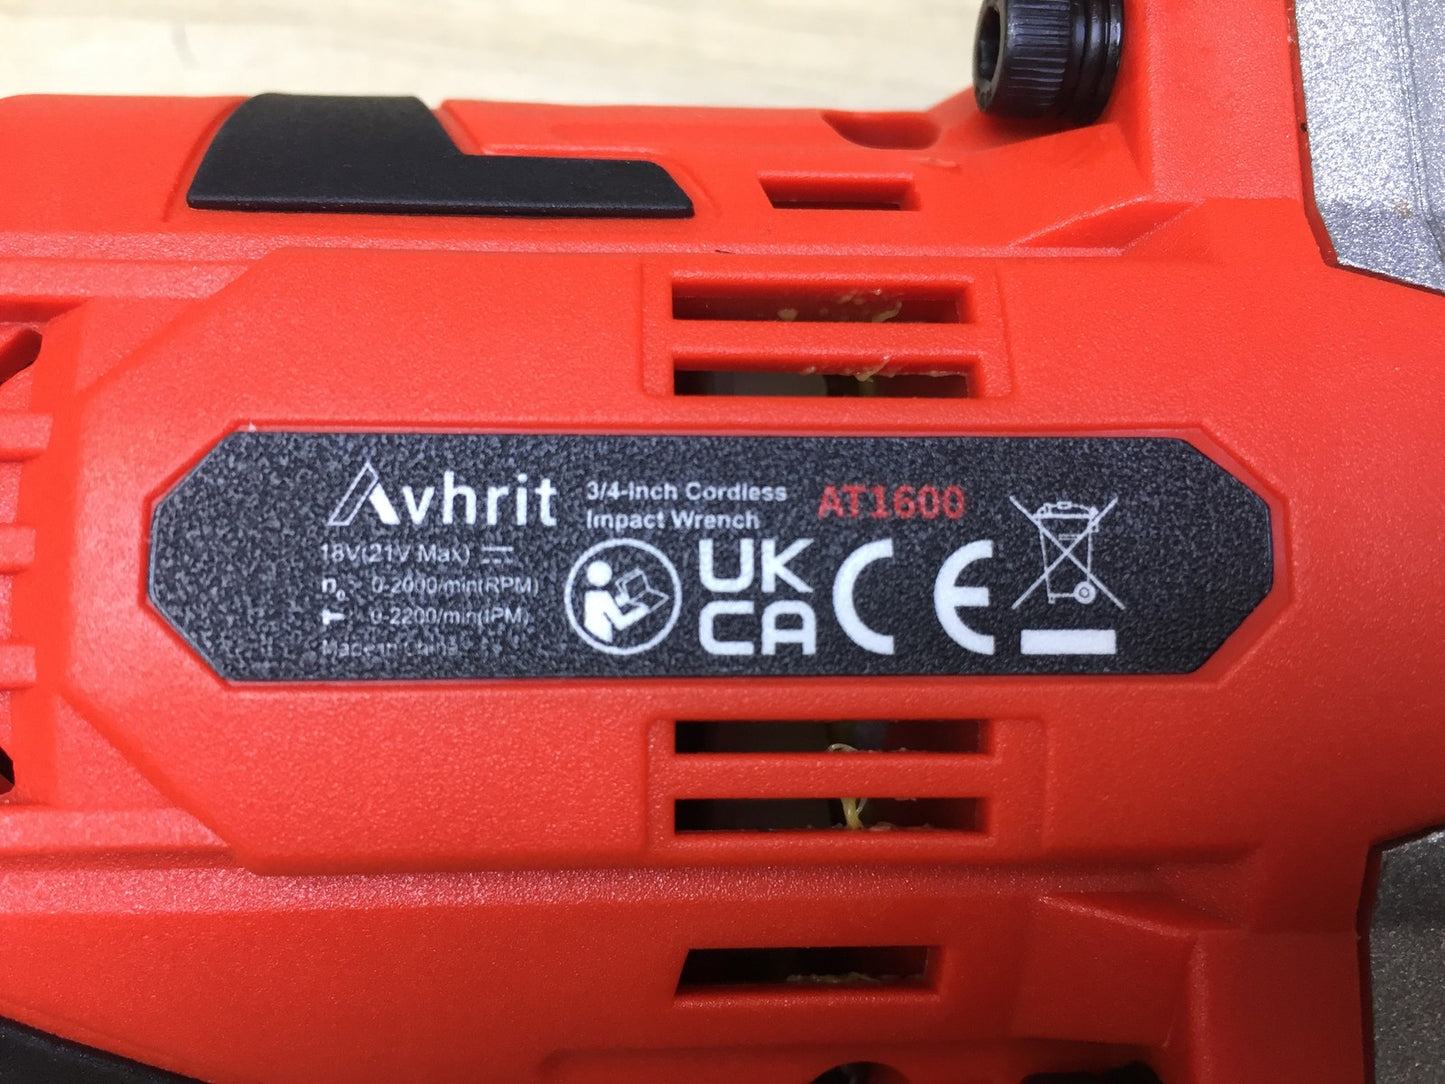 Avhrit
3/4-Inch Cordless
Impact Wrench
AT1600
18V(21V Max)
n₀ 0-2000/min(RPM)
0-2200/min(IPM)
Made in China
UK
CA
CE